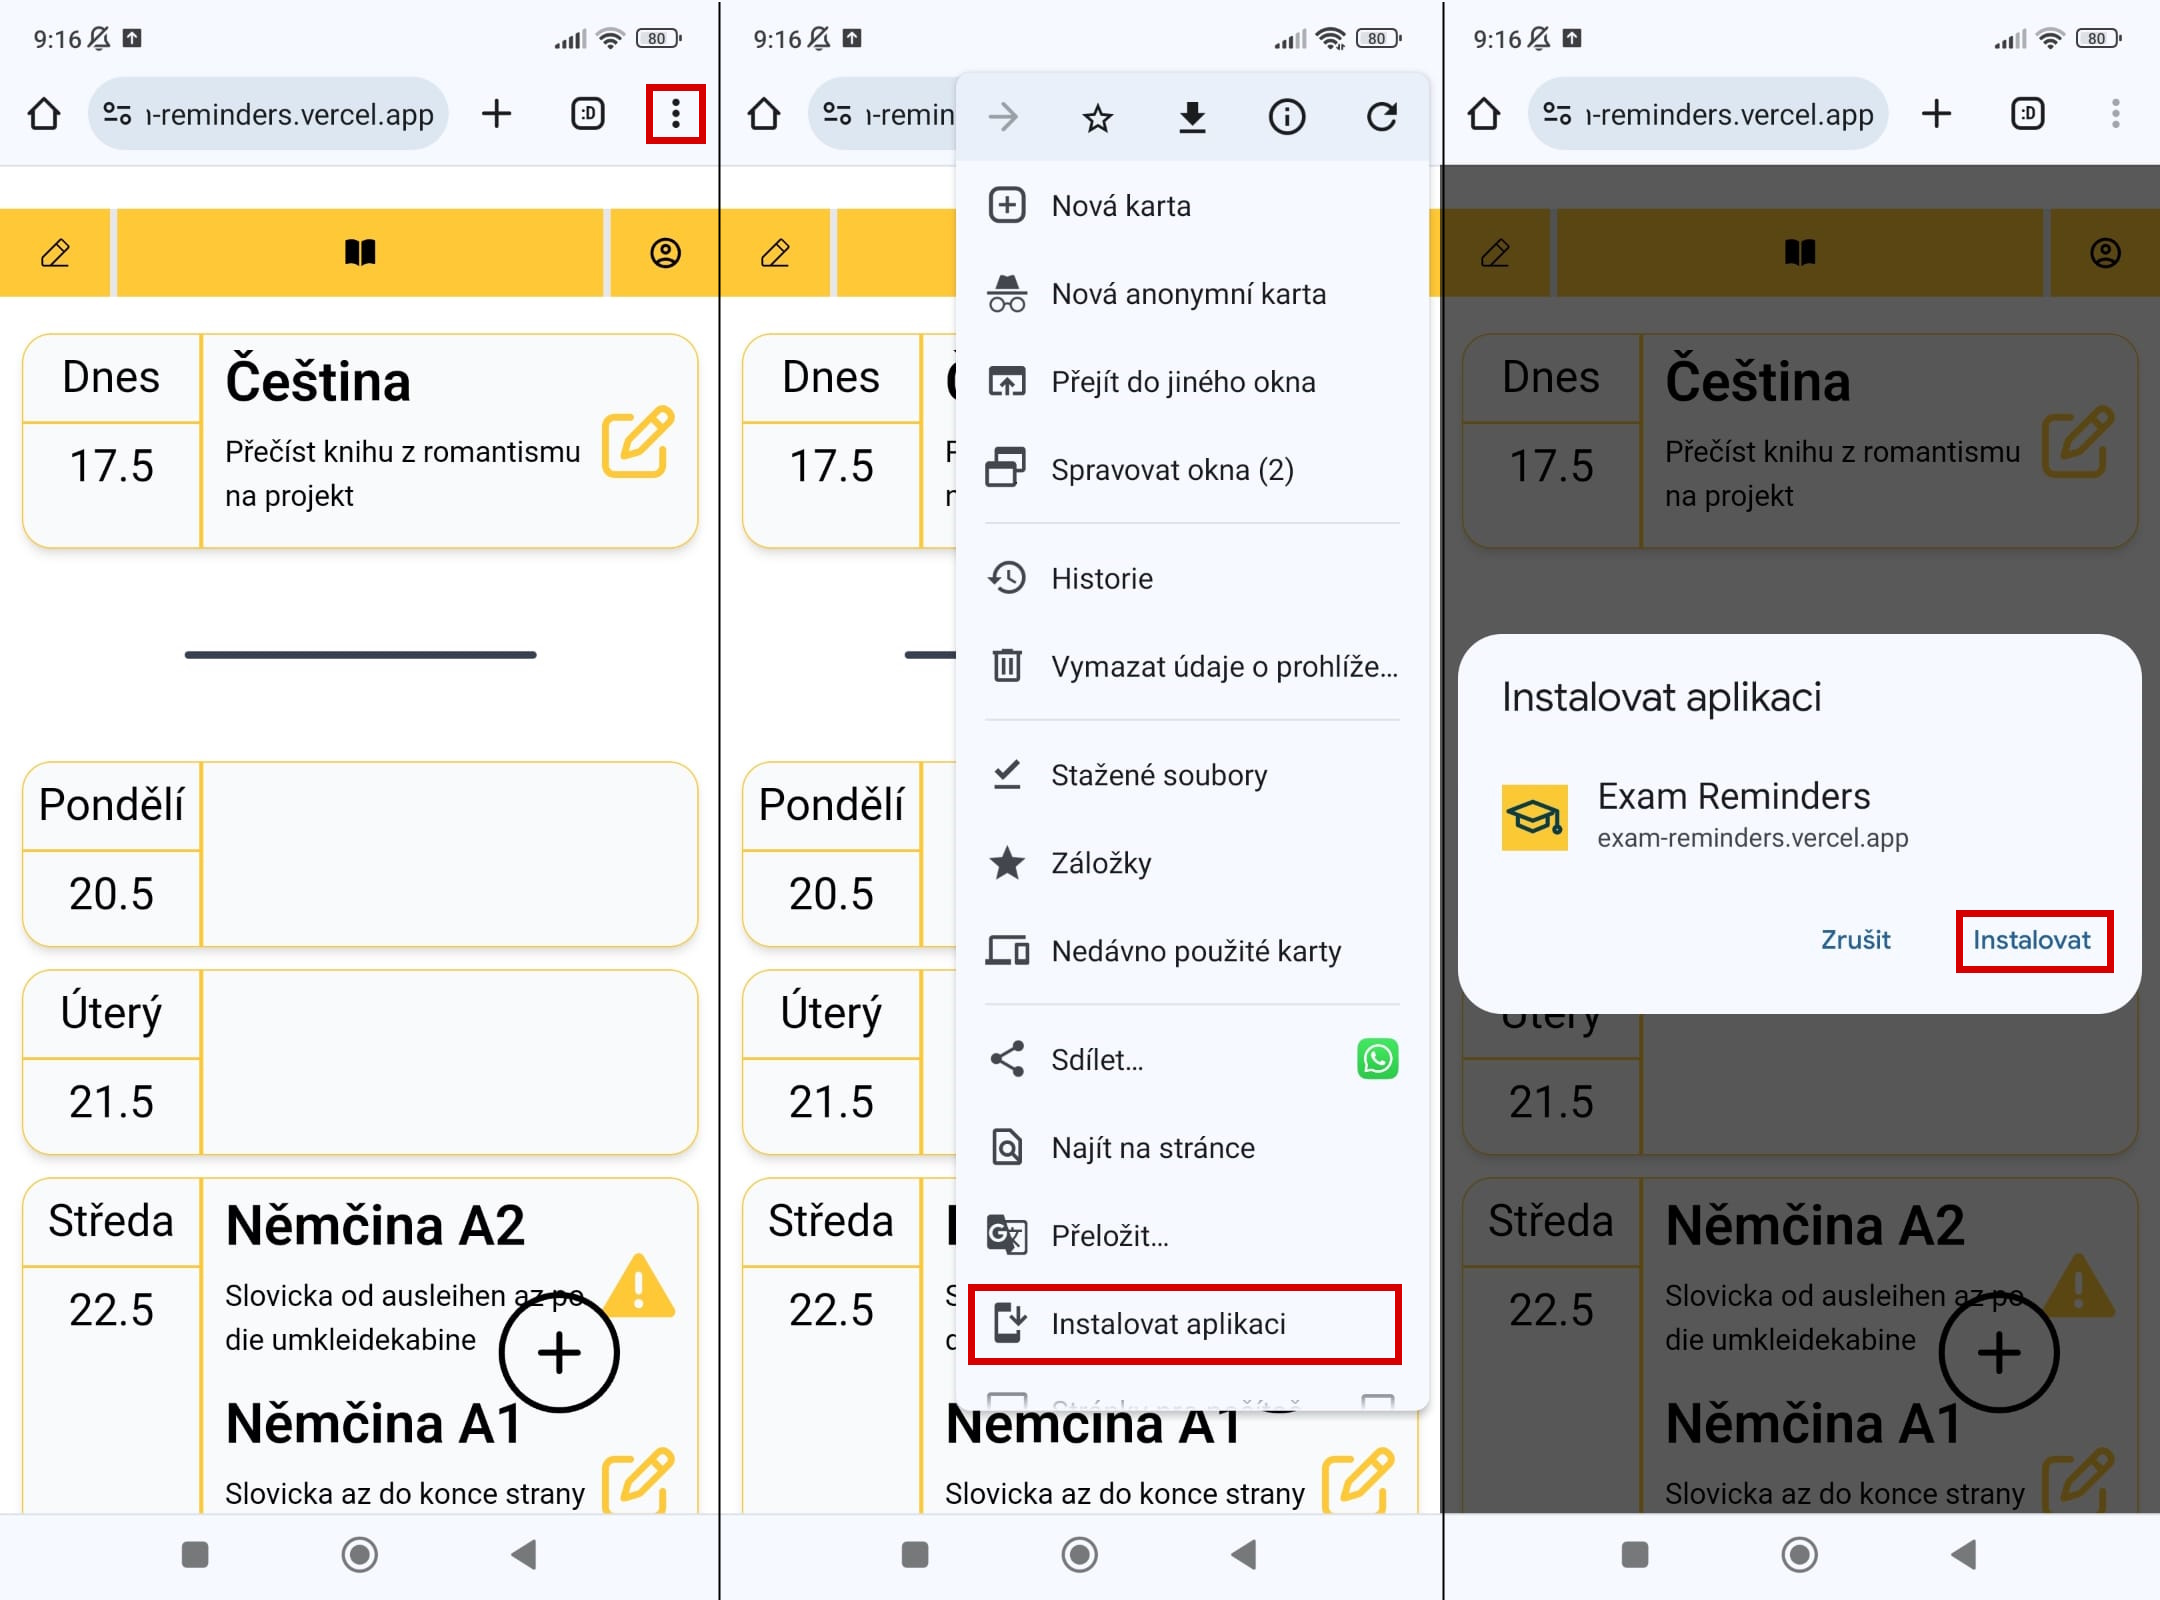 9:16
80
ı-reminders.vercel.app
:D
Dnes
17.5
Čeština
Přečíst knihu z romantismu
na projekt
Pondělí
20.5
Úterý
21.5
Středa
22.5
Němčina A2
Slovicka od ausleihen az po
die umkleidekabine
Němčina A1
Slovicka az do konce strany
9:16
80
ı-remin
Nová karta
Nová anonymní karta
Přejít do jiného okna
Spravovat okna (2)
Historie
Vymazat údaje o prohlíže...
Stažené soubory
Záložky
Nedávno použité karty
Sdílet...
Najít na stránce
Přeložit...
Instalovat aplikaci
Stránky pro počítač
Dnes
17.5
Pondělí
20.5
Úterý
21.5
Středa
22.5
Němčina A1
Slovicka az do konce strany
9:16
80
ı-reminders.vercel.app
:D
Dnes
17.5
Čeština
Přečíst knihu z romantismu
na projekt
Instalovat aplikaci
Exam Reminders
exam-reminders.vercel.app
Zrušit
Instalovat
Úterý
21.5
Středa
22.5
Němčina A2
Slovicka od ausleihen az po
die umkleidekabine
Němčina A1
Slovicka az do konce strany